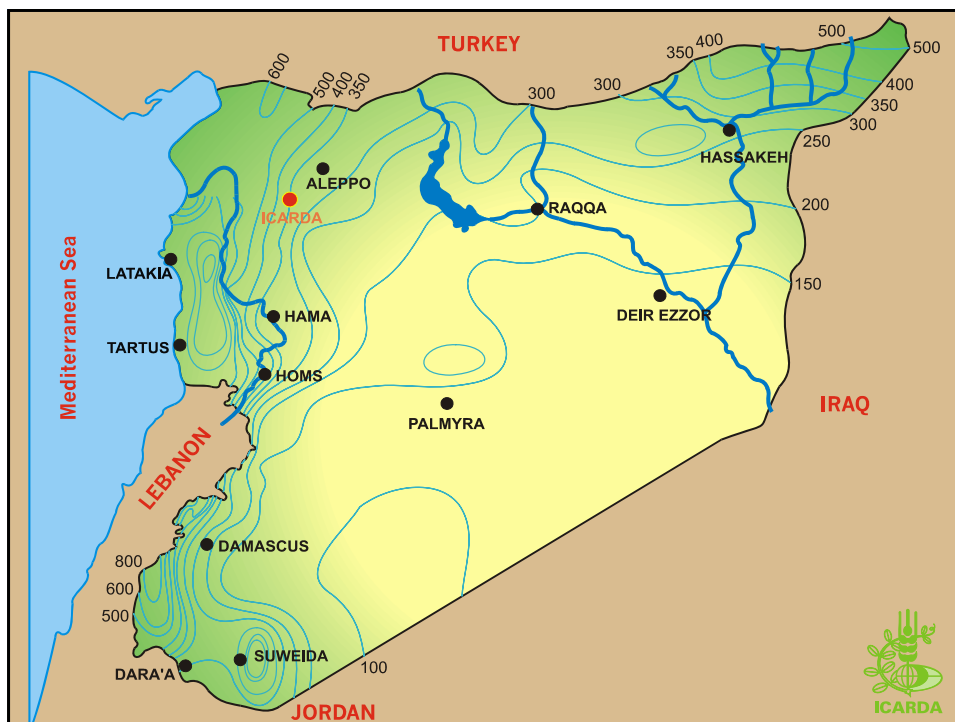 TURKEY
600
500
400
350
300
300
350
400
500
500
400
350
300
250
200
150
HASSAKEH
ALEPPO
ICARDA
RAQQA
Mediterranean Sea
LATAKIA
DEIR EZZOR
HAMA
TARTUS
HOMS
PALMYRA
IRAQ
LEBANON
DAMASCUS
800
600
500
SUWEIDA
DARA'A
100
JORDAN
ICARDA